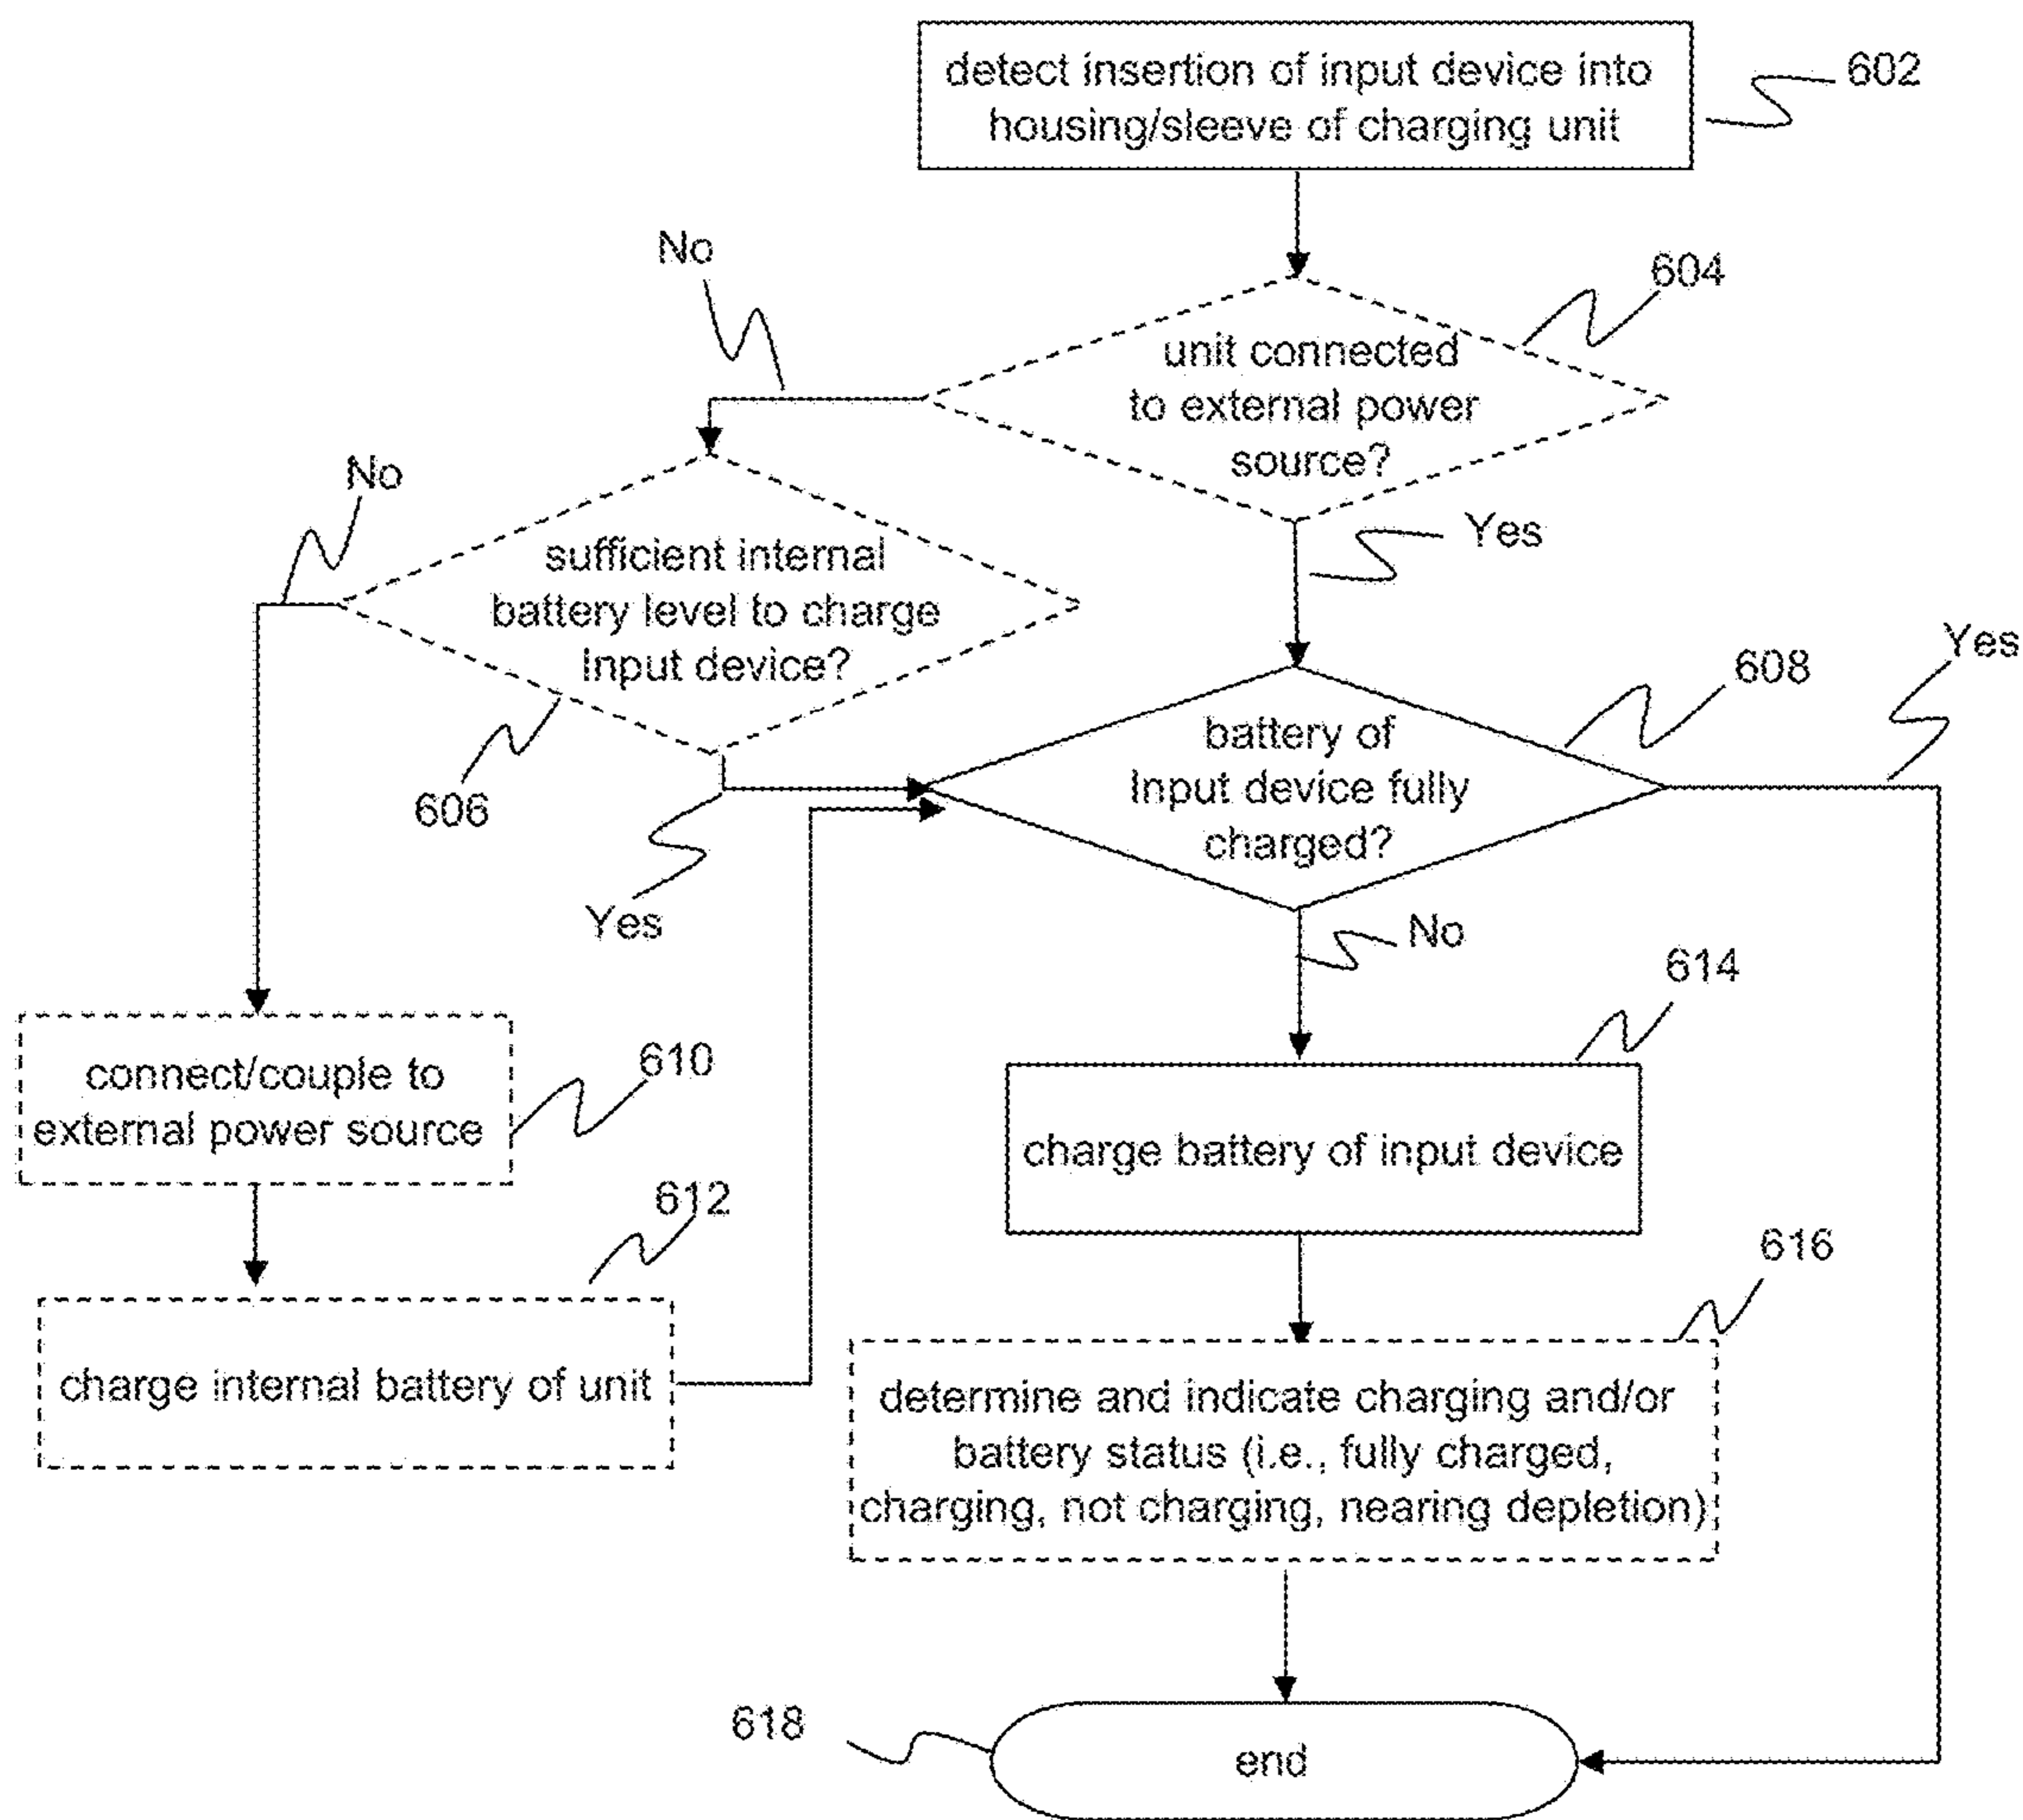 detect insertion of input device into
housing/sleeve of charging unit
602
No
604
unit connected
to external power
source?
No
Yes
sufficient internal
battery level to charge
Input device?
606
Yes
608
Yes
battery of
Input device fully
charged?
No
614
connect/couple to
external power source
610
charge battery of input device
612
charge internal battery of unit
616
determine and indicate charging and/or
battery status (i.e., fully charged,
charging, not charging, nearing depletion)
618
end